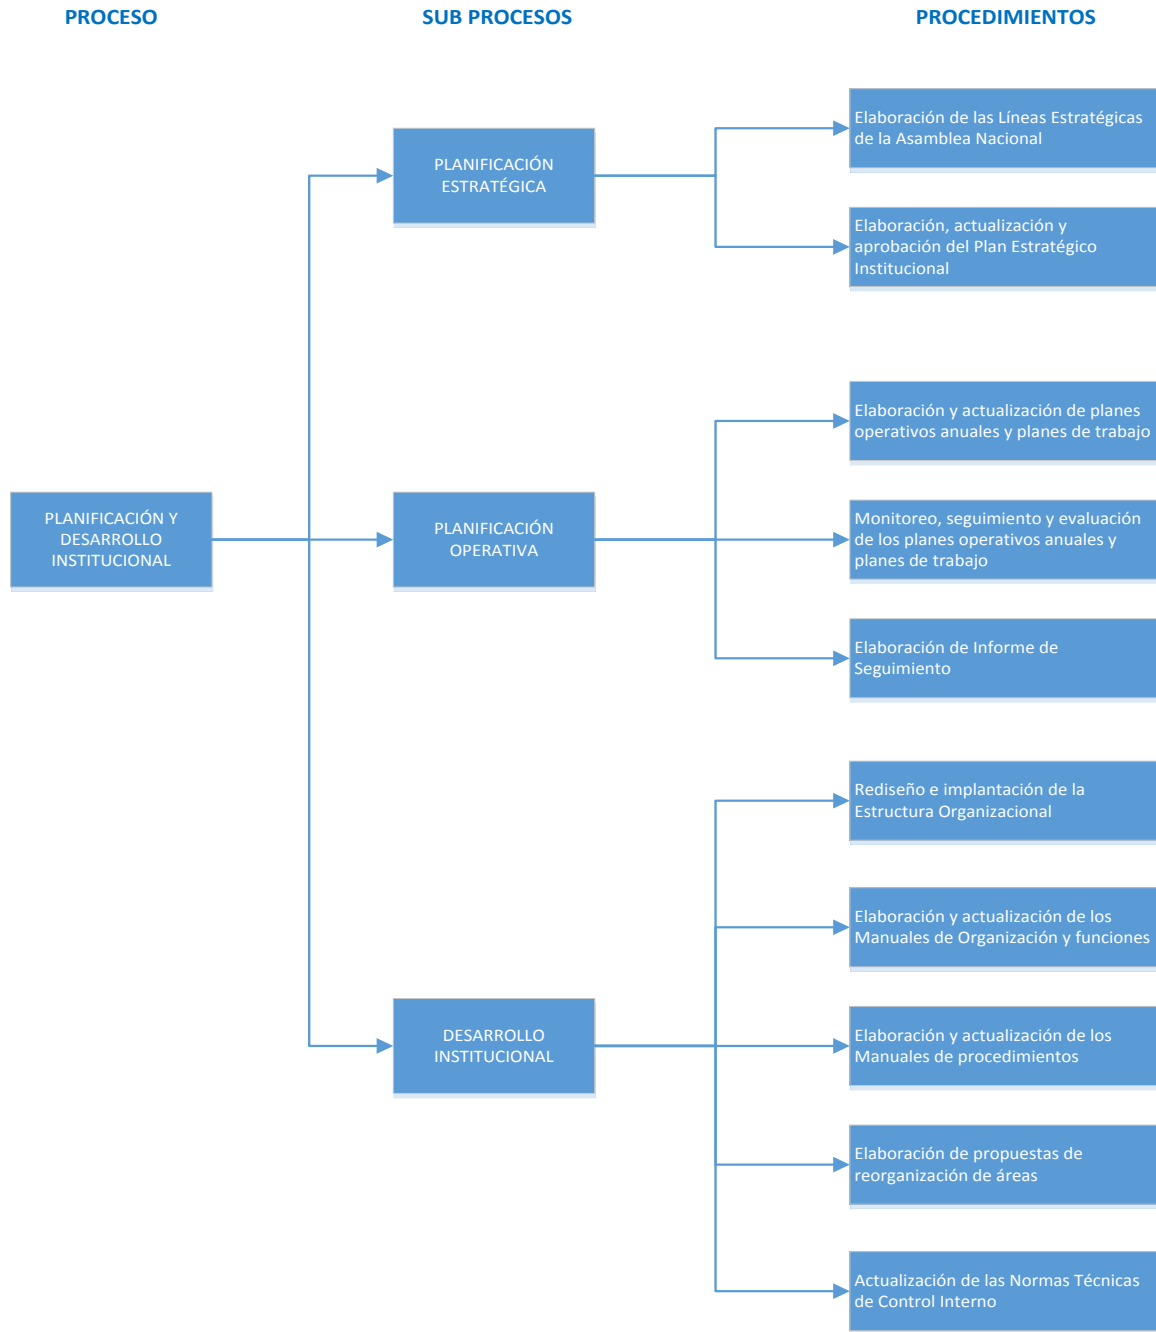 PROCESO
SUB PROCESOS
PROCEDIMIENTOS
PLANIFICACIÓN Y
DESARROLLO
INSTITUCIONAL
PLANIFICACIÓN
ESTRATÉGICA
Elaboración de las Líneas Estratégicas
de la Asamblea Nacional
Elaboración, actualización y
aprobación del Plan Estratégico
Institucional
PLANIFICACIÓN
OPERATIVA
Elaboración y actualización de planes
operativos anuales y planes de trabajo
Monitoreo, seguimiento y evaluación
de los planes operativos anuales y
planes de trabajo
Elaboración de Informe de
Seguimiento
DESARROLLO
INSTITUCIONAL
Rediseño e implantación de la
Estructura Organizacional
Elaboración y actualización de los
Manuales de Organización y funciones
Elaboración y actualización de los
Manuales de procedimientos
Elaboración de propuestas de
reorganización de áreas
Actualización de las Normas Técnicas
de Control Interno